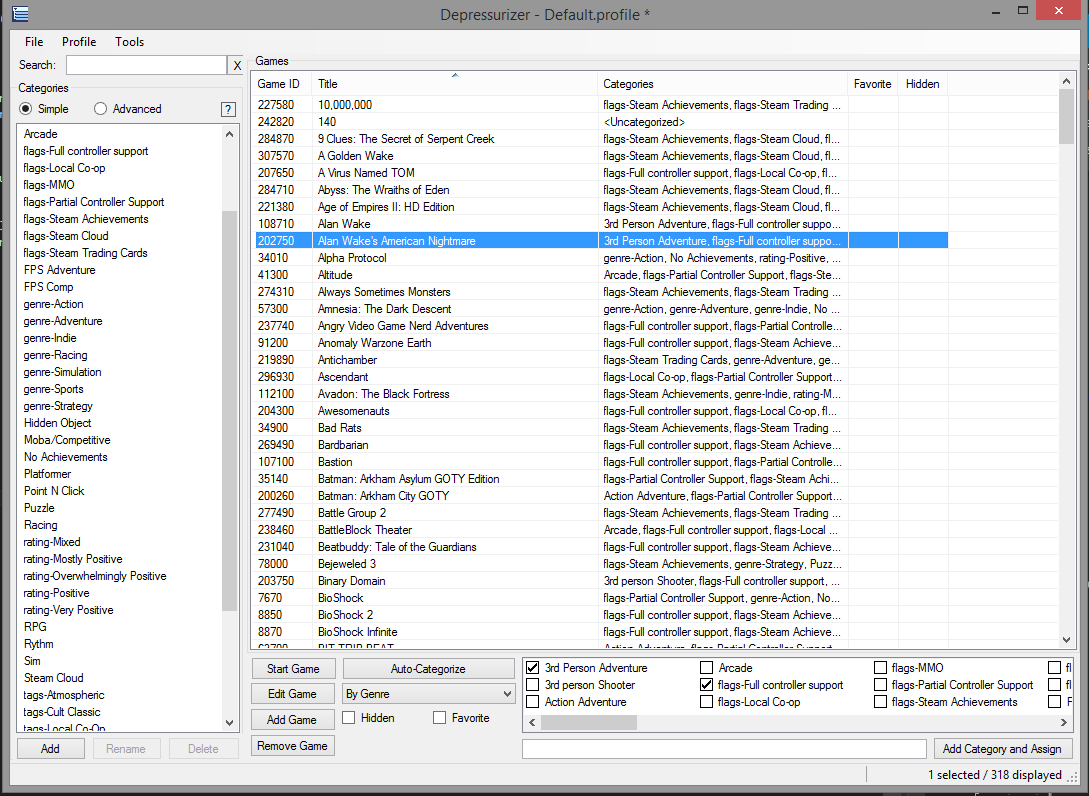 Depressurizer - Default.profile *
File Profile Tools
Search: X
Categories
Simple Advanced ?
Arcade
flags-Full controller support
flags-Local Co-op
flags-MMO
flags-Partial Controller Support
flags-Steam Achievements
flags-Steam Cloud
flags-Steam Trading Cards
FPS Adventure
FPS Comp
genre-Action
genre-Adventure
genre-Indie
genre-Racing
genre-Simulation
genre-Sports
genre-Strategy
Hidden Object
Moba/Competitive
No Achievements
Platformer
Point N Click
Puzzle
Racing
rating-Mixed
rating-Mostly Positive
rating-Overwhelmingly Positive
rating-Positive
rating-Very Positive
RPG
Rythm
Sim
Steam Cloud
tags-Atmospheric
tags-Cult Classic
tags-Local Co-Op
Add Rename Delete
Games
Game ID Title Categories Favorite Hidden
227580 10,000,000 flags-Steam Achievements, flags-Steam Trading ...
242820 140 <Uncategorized>
284870 9 Clues: The Secret of Serpent Creek flags-Steam Achievements, flags-Steam Cloud, fl...
307570 A Golden Wake flags-Steam Achievements, flags-Steam Cloud, fl...
207650 A Virus Named TOM flags-Full controller support, flags-Local Co-op, fl...
284710 Abyss: The Wraiths of Eden flags-Steam Achievements, flags-Steam Cloud, fl...
221380 Age of Empires II: HD Edition flags-Steam Achievements, flags-Steam Cloud, fl...
108710 Alan Wake 3rd Person Adventure, flags-Full controller suppo...
202750 Alan Wake's American Nightmare 3rd Person Adventure, flags-Full controller suppo...
34010 Alpha Protocol genre-Action, No Achievements, rating-Positive, ...
41300 Altitude Arcade, flags-Partial Controller Support, flags-Ste...
274310 Always Sometimes Monsters flags-Steam Achievements, flags-Steam Trading ...
57300 Amnesia: The Dark Descent genre-Action, genre-Adventure, genre-Indie, No ...
237740 Angry Video Game Nerd Adventures flags-Full controller support, flags-Partial Controlle...
91200 Anomaly Warzone Earth flags-Full controller support, flags-Steam Achieve...
219890 Antichamber flags-Steam Trading Cards, genre-Adventure, ge...
296930 Ascendant flags-Local Co-op, flags-Partial Controller Support...
112100 Avadon: The Black Fortress flags-Steam Achievements, genre-Indie, rating-M...
204300 Awesomenauts flags-Full controller support, flags-Local Co-op, fl...
34900 Bad Rats flags-Steam Achievements, flags-Steam Trading ...
269490 Bardbarian flags-Full controller support, flags-Steam Achieve...
107100 Bastion flags-Full controller support, flags-Partial Controlle...
35140 Batman: Arkham Asylum GOTY Edition flags-Partial Controller Support, flags-Steam Achi...
200260 Batman: Arkham City GOTY Action Adventure, flags-Partial Controller Support...
277490 Battle Group 2 flags-Steam Achievements, flags-Steam Trading ...
238460 BattleBlock Theater Arcade, flags-Full controller support, flags-Local ...
231040 Beatbuddy: Tale of the Guardians flags-Full controller support, flags-Steam Achieve...
78000 Bejeweled 3 flags-Steam Achievements, genre-Strategy, Puzz...
203750 Binary Domain 3rd person Shooter, flags-Full controller support, ...
7670 BioShock flags-Partial Controller Support, genre-Action, No...
8850 BioShock 2 flags-Full controller support, flags-Steam Achieve...
8870 BioShock Infinite flags-Full controller support, flags-Steam Achieve...
63700 BIT.TRIP BEAT Action Adventure, flags-Partial Controller Support...
Start Game Auto-Categorize
Edit Game By Genre
Add Game Hidden Favorite
Remove Game
3rd Person Adventure Arcade flags-MMO fl
3rd person Shooter flags-Full controller support flags-Partial Controller Support fl
Action Adventure flags-Local Co-op flags-Steam Achievements F
Add Category and Assign
1 selected / 318 displayed